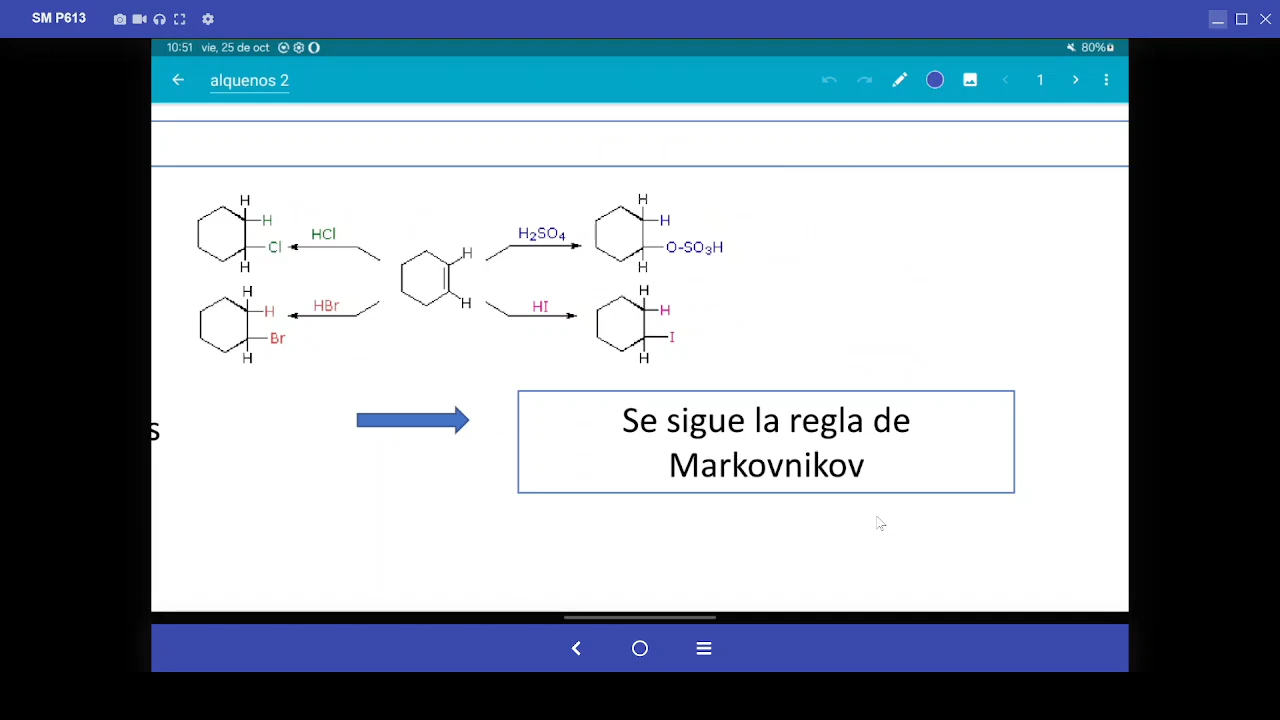 SM P613
10:51 vie, 25 de oct
80%
alquenos 2
1
H
H
Cl
H
HCl
H
H
H₂SO₄
H
H
O-SO₃H
H
H
H
Br
H
HBr
HI
H
H
I
H
s
Se sigue la regla de
Markovnikov